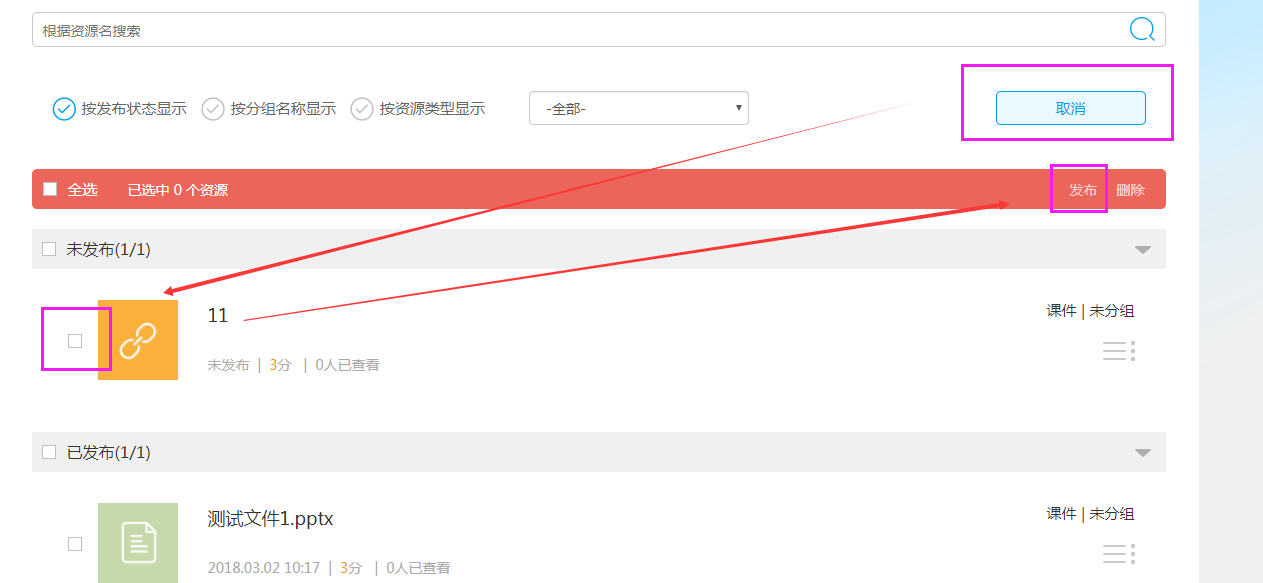 根据资源名搜索
按发布状态显示 按分组名称显示 按资源类型显示 -全部- 取消
全选 已选中 0 个资源 发布 删除
未发布(1/1)
11 课件 | 未分组
未发布 | 3分 | 0人已查看
已发布(1/1)
测试文件1.pptx 课件 | 未分组
2018.03.02 10:17 | 3分 | 0人已查看